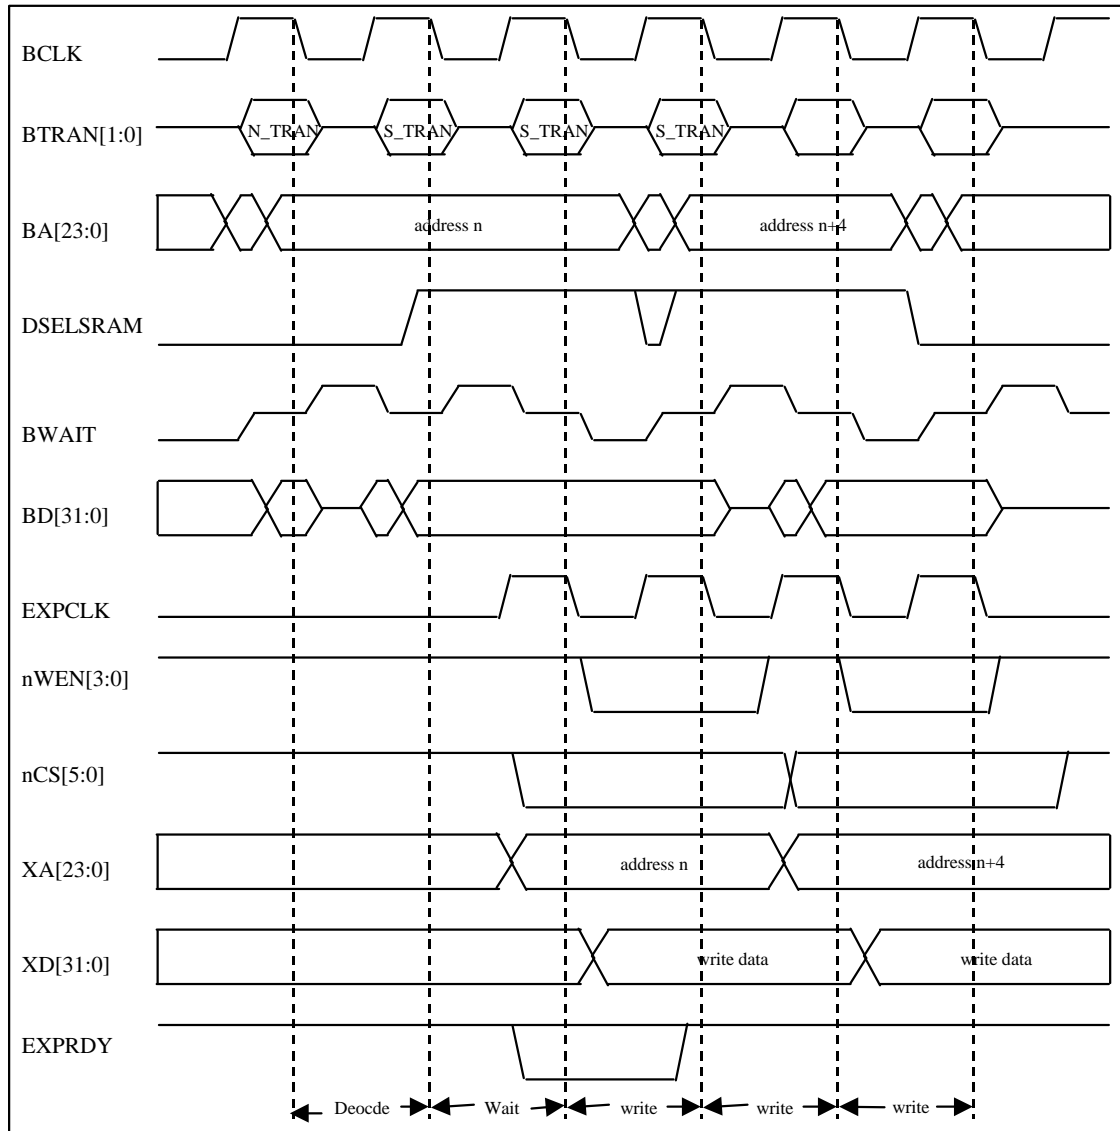 BCLK
BTRAN[1:0]
N_TRAN S_TRAN S_TRAN S_TRAN
BA[23:0]
address n address n+4
DSELSRAM
BWAIT
BD[31:0]
EXPCLK
nWEN[3:0]
nCS[5:0]
XA[23:0]
address n address n+4
XD[31:0]
write data write data
EXPRDY
Deocde Wait write write write